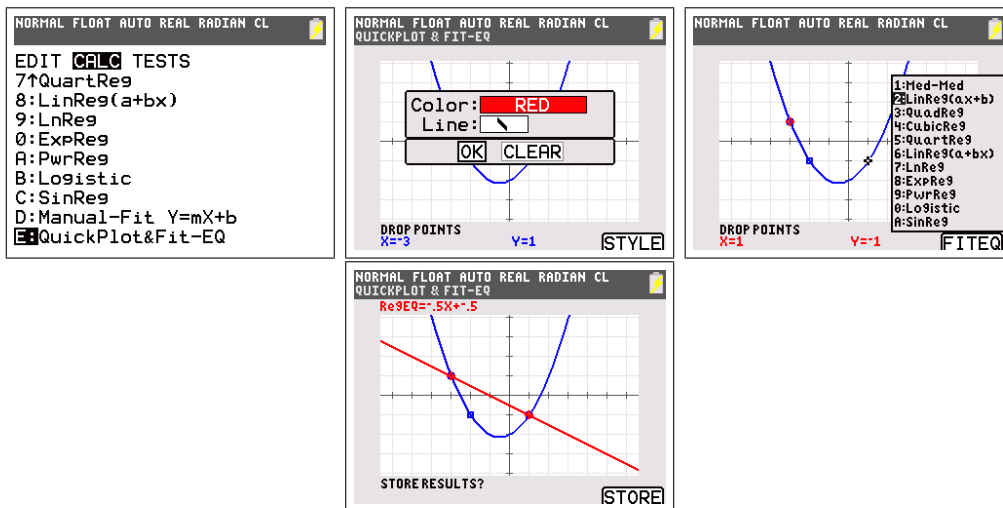 NORMAL FLOAT AUTO REAL RADIAN CL
EDIT CALC TESTS
7↑QuartReg
8:LinReg(a+bx)
9:LnReg
0:ExpReg
A:PwrReg
B:Logistic
C:SinReg
D:Manual-Fit Y=mX+b
E:QuickPlot&Fit-EQ
NORMAL FLOAT AUTO REAL RADIAN CL
QUICKPLOT & FIT-EQ
Color: RED
Line:
OK CLEAR
DROP POINTS
X=-3 Y=1 STYLE
NORMAL FLOAT AUTO REAL RADIAN CL
1:Med-Med
2:LinReg(ax+b)
3:QuadReg
4:CubicReg
5:QuartReg
6:LinReg(a+bx)
7:LnReg
8:ExpReg
9:PwrReg
0:Logistic
A:SinReg
DROP POINTS
X=1 Y=-1 FITEQ
NORMAL FLOAT AUTO REAL RADIAN CL
QUICKPLOT & FIT-EQ
RegEQ=-.5X+-.5
STORE RESULTS?
STORE